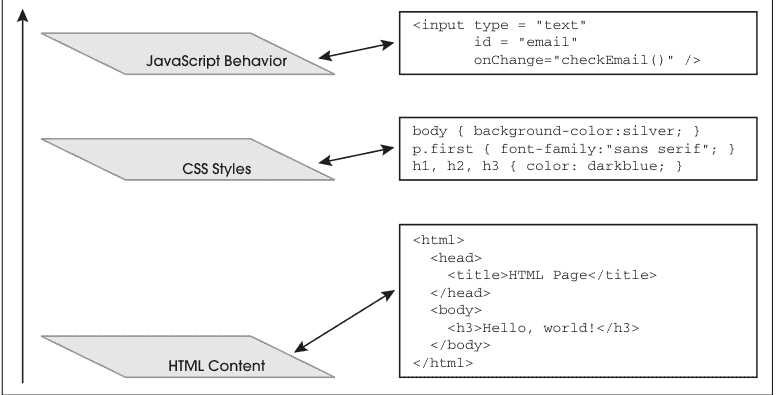 JavaScript Behavior
<input type = "text"
       id = "email"
       onChange="checkEmail()" />
CSS Styles
body { background-color:silver; }
p.first { font-family:"sans serif"; }
h1, h2, h3 { color: darkblue; }
HTML Content
<html>
  <head>
    <title>HTML Page</title>
  </head>
  <body>
    <h3>Hello, world!</h3>
  </body>
</html>